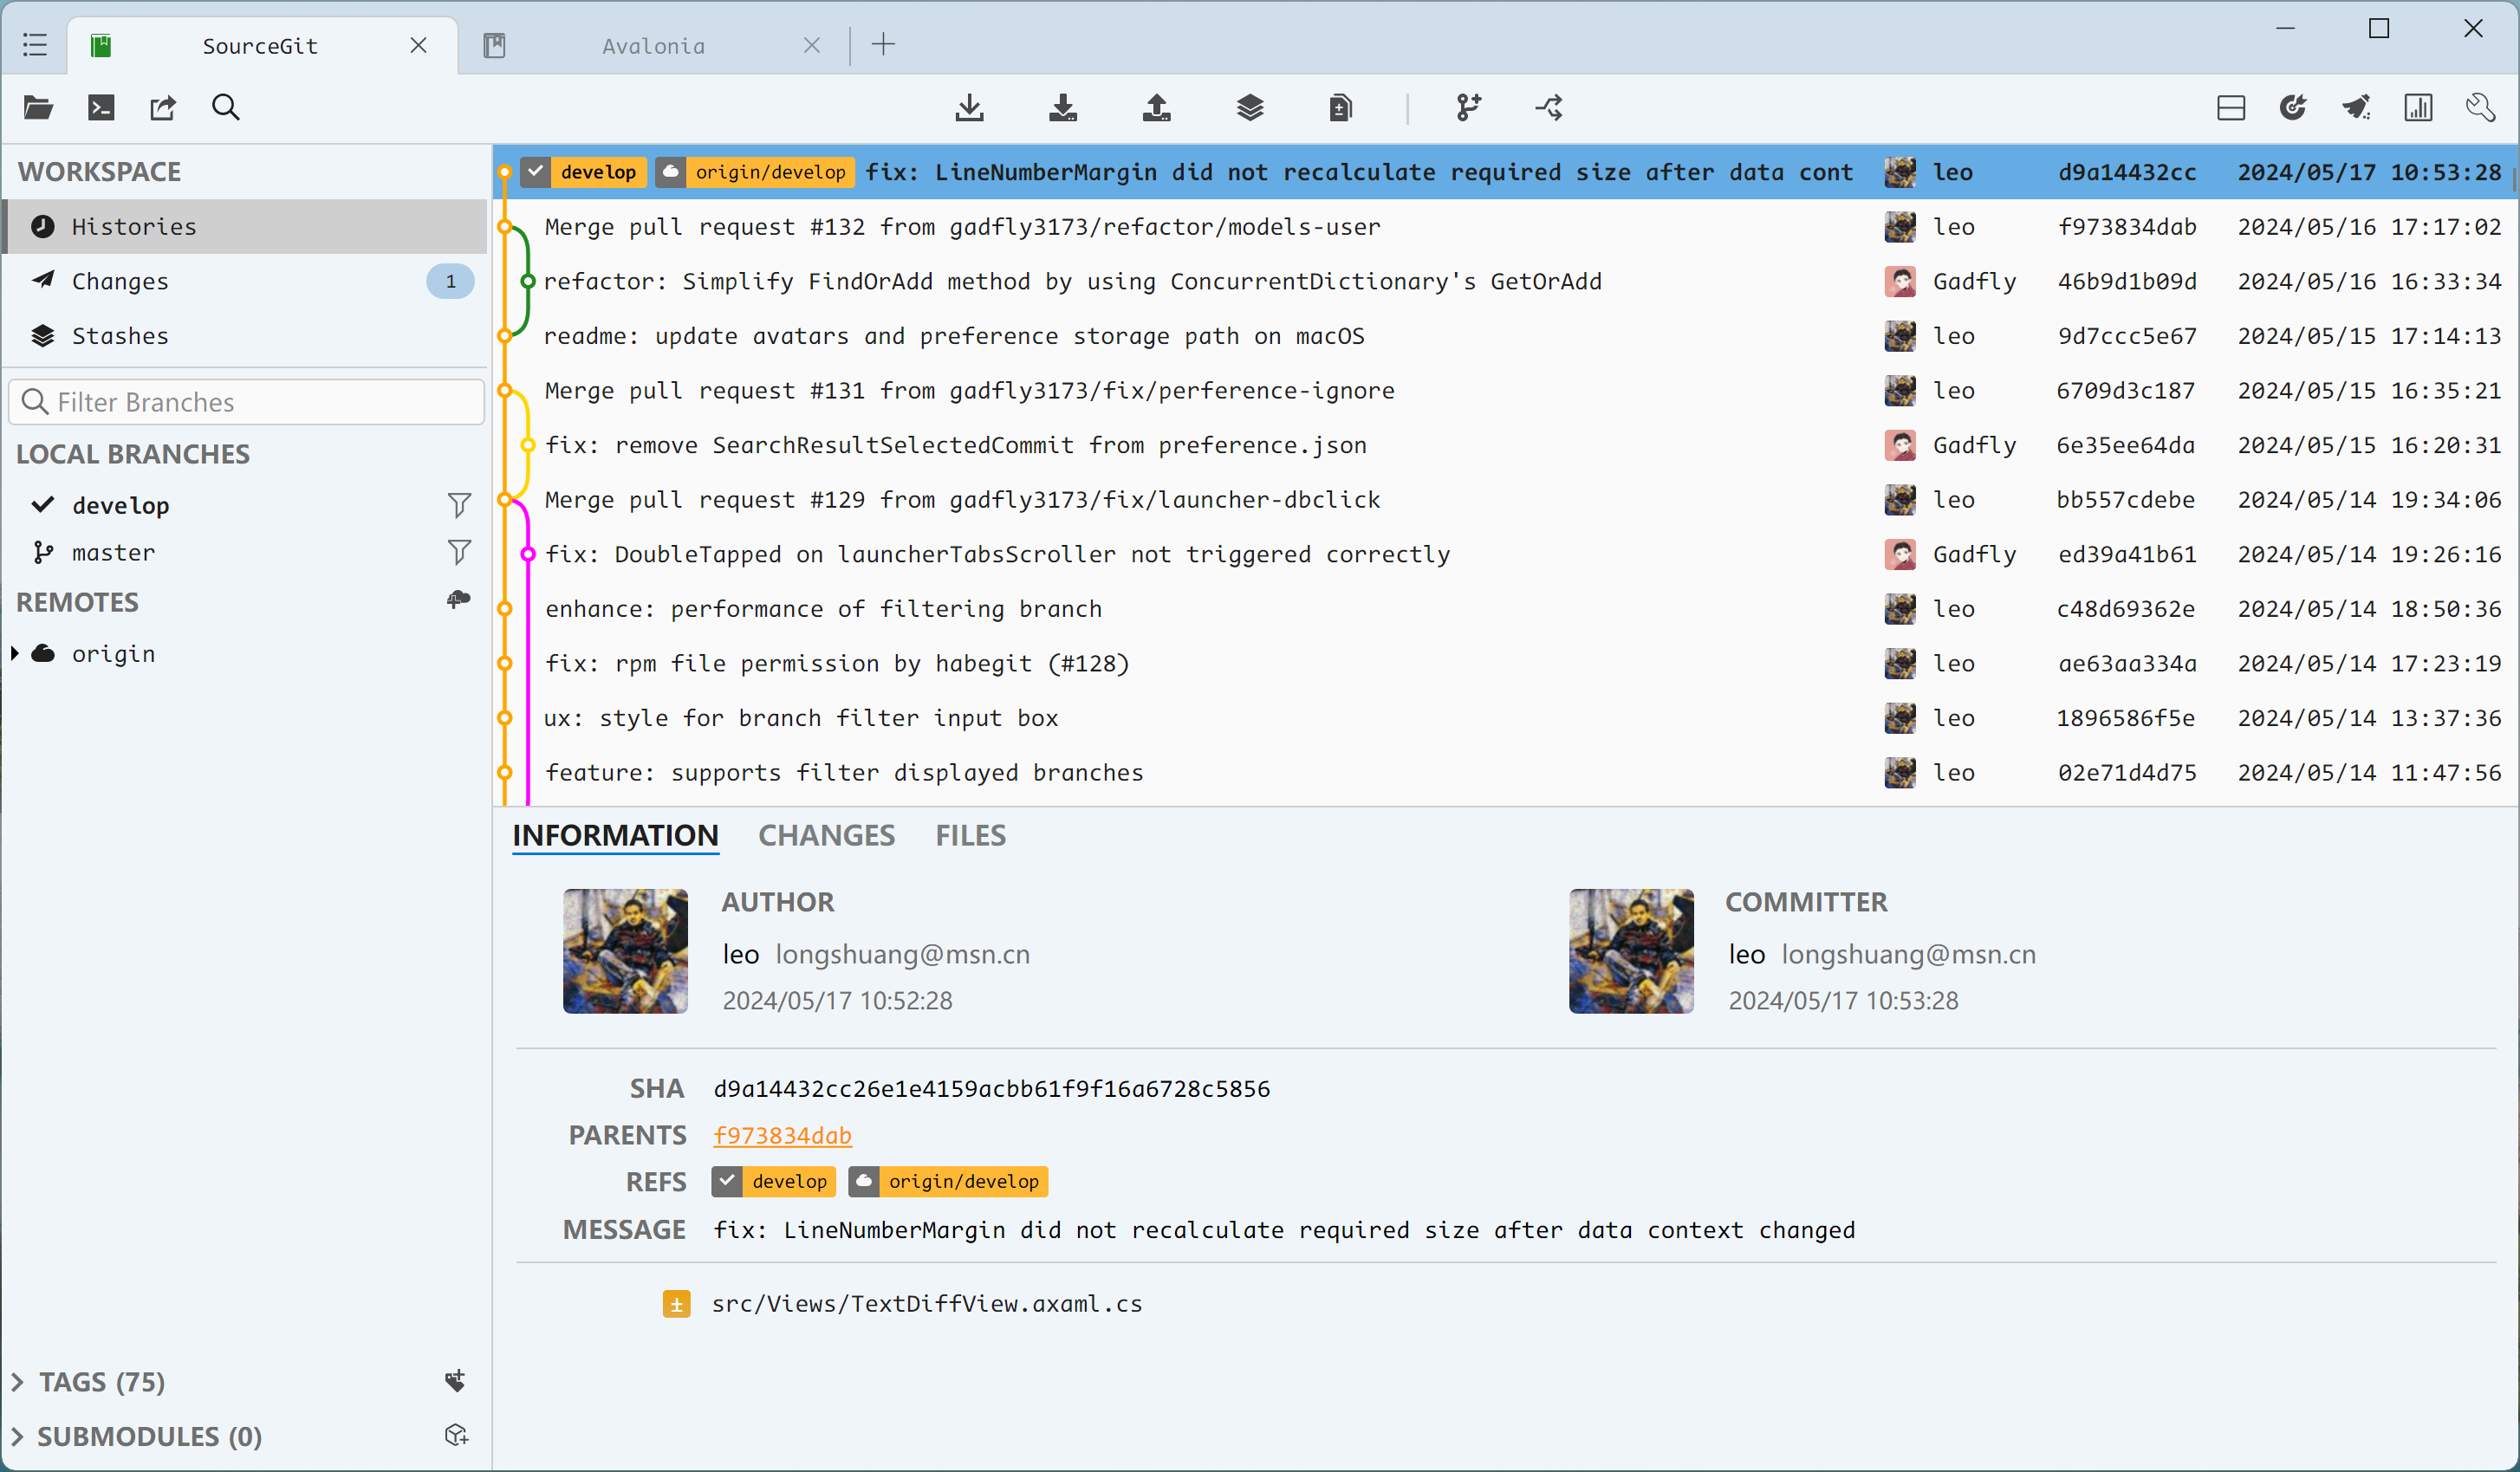 SourceGit
Avalonia
WORKSPACE
Histories
Changes 1
Stashes
Filter Branches
LOCAL BRANCHES
develop
master
REMOTES
origin
TAGS (75)
SUBMODULES (0)
develop origin/develop fix: LineNumberMargin did not recalculate required size after data cont leo d9a14432cc 2024/05/17 10:53:28
Merge pull request #132 from gadfly3173/refactor/models-user leo f973834dab 2024/05/16 17:17:02
refactor: Simplify FindOrAdd method by using ConcurrentDictionary's GetOrAdd Gadfly 46b9d1b09d 2024/05/16 16:33:34
readme: update avatars and preference storage path on macOS leo 9d7ccc5e67 2024/05/15 17:14:13
Merge pull request #131 from gadfly3173/fix/perference-ignore leo 6709d3c187 2024/05/15 16:35:21
fix: remove SearchResultSelectedCommit from preference.json Gadfly 6e35ee64da 2024/05/15 16:20:31
Merge pull request #129 from gadfly3173/fix/launcher-dbclick leo bb557cdebe 2024/05/14 19:34:06
fix: DoubleTapped on launcherTabsScroller not triggered correctly Gadfly ed39a41b61 2024/05/14 19:26:16
enhance: performance of filtering branch leo c48d69362e 2024/05/14 18:50:36
fix: rpm file permission by habegit (#128) leo ae63aa334a 2024/05/14 17:23:19
ux: style for branch filter input box leo 1896586f5e 2024/05/14 13:37:36
feature: supports filter displayed branches leo 02e71d4d75 2024/05/14 11:47:56
INFORMATION CHANGES FILES
AUTHOR
leo longshuang@msn.cn
2024/05/17 10:52:28
COMMITTER
leo longshuang@msn.cn
2024/05/17 10:53:28
SHA d9a14432cc26e1e4159acbb61f9f16a6728c5856
PARENTS f973834dab
REFS develop origin/develop
MESSAGE fix: LineNumberMargin did not recalculate required size after data context changed
src/Views/TextDiffView.axaml.cs